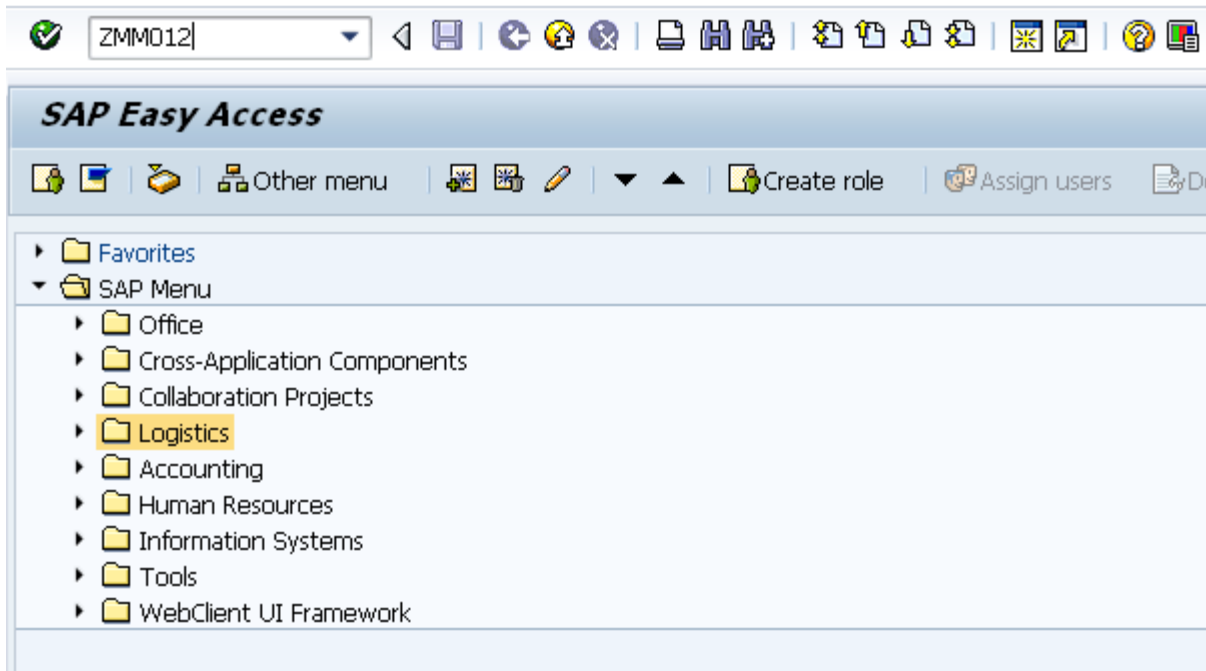 ZMM012
SAP Easy Access
Other menu Create role Assign users
Favorites
SAP Menu
Office
Cross-Application Components
Collaboration Projects
Logistics
Accounting
Human Resources
Information Systems
Tools
WebClient UI Framework